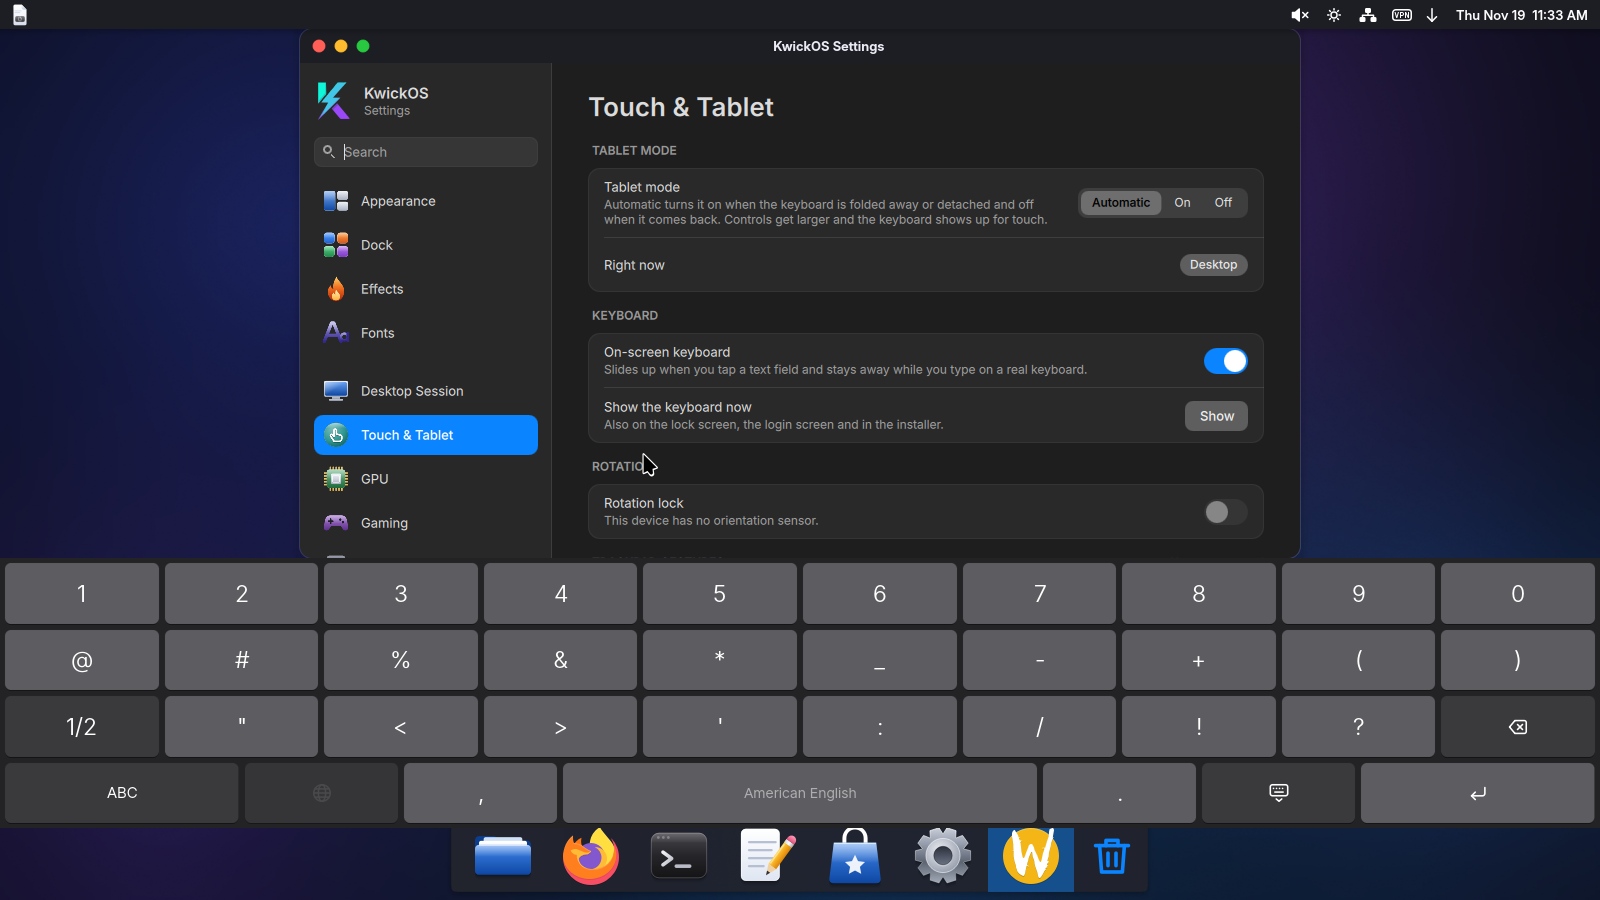 VPN
Thu Nov 19 11:33 AM
KwickOS Settings
KwickOS
Settings
Search
Appearance
Dock
Effects
Fonts
Desktop Session
Touch & Tablet
GPU
Gaming
Touch & Tablet
TABLET MODE
Tablet mode
Automatic turns it on when the keyboard is folded away or detached and off
when it comes back. Controls get larger and the keyboard shows up for touch.
Automatic On Off
Right now
Desktop
KEYBOARD
On-screen keyboard
Slides up when you tap a text field and stays away while you type on a real keyboard.
Show the keyboard now
Also on the lock screen, the login screen and in the installer.
Show
ROTATIO
Rotation lock
This device has no orientation sensor.
1 2 3 4 5 6 7 8 9 0
@ # % & * _ - + ( )
1/2 " < > ' : / ! ?
ABC , American English .